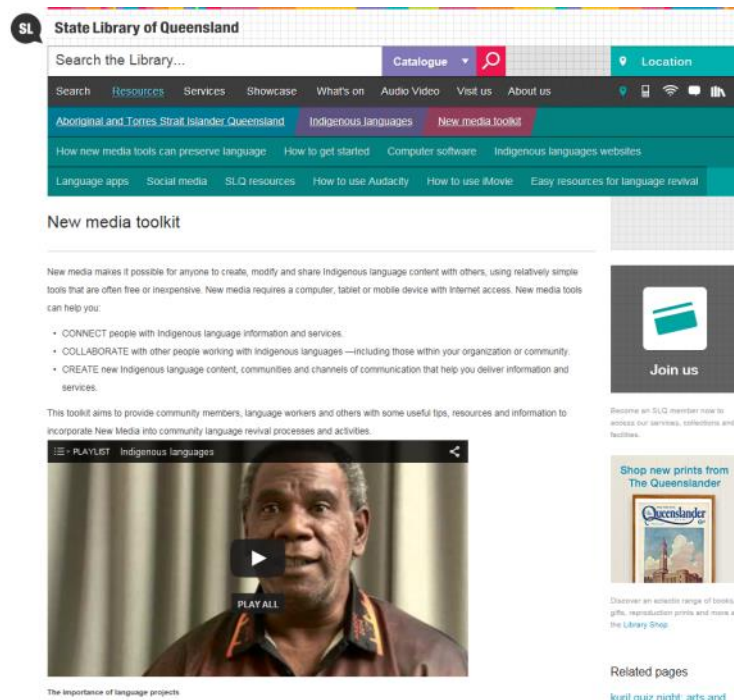 SL State Library of Queensland
Search the Library...
Catalogue
Location
Search Resources Services Showcase What's on Audio Video Visit us About us
Aboriginal and Torres Strait Islander Queensland Indigenous languages New media toolkit
How new media tools can preserve language How to get started Computer software Indigenous languages websites
Language apps Social media SLQ resources How to use Audacity How to use iMovie Easy resources for language revival
New media toolkit
New media makes it possible for anyone to create, modify and share Indigenous language content with others, using relatively simple
tools that are often free or inexpensive. New media requires a computer, tablet or mobile device with Internet access. New media tools
can help you:
• CONNECT people with Indigenous language information and services.
• COLLABORATE with other people working with Indigenous languages —including those within your organization or community.
• CREATE new Indigenous language content, communities and channels of communication that help you deliver information and
services.
This toolkit aims to provide community members, language workers and others with some useful tips, resources and information to
incorporate New Media into community language revival processes and activities.
PLAYLIST Indigenous languages
PLAY ALL
The importance of language projects
Join us
Become an SLQ member now to
access our services, collections and
facilities.
Shop new prints from
The Queenslander
Queenslander
Discover an eclectic range of books,
gifts, reproduction prints and more a
the Library Shop.
Related pages
kuril quiz night: arts and